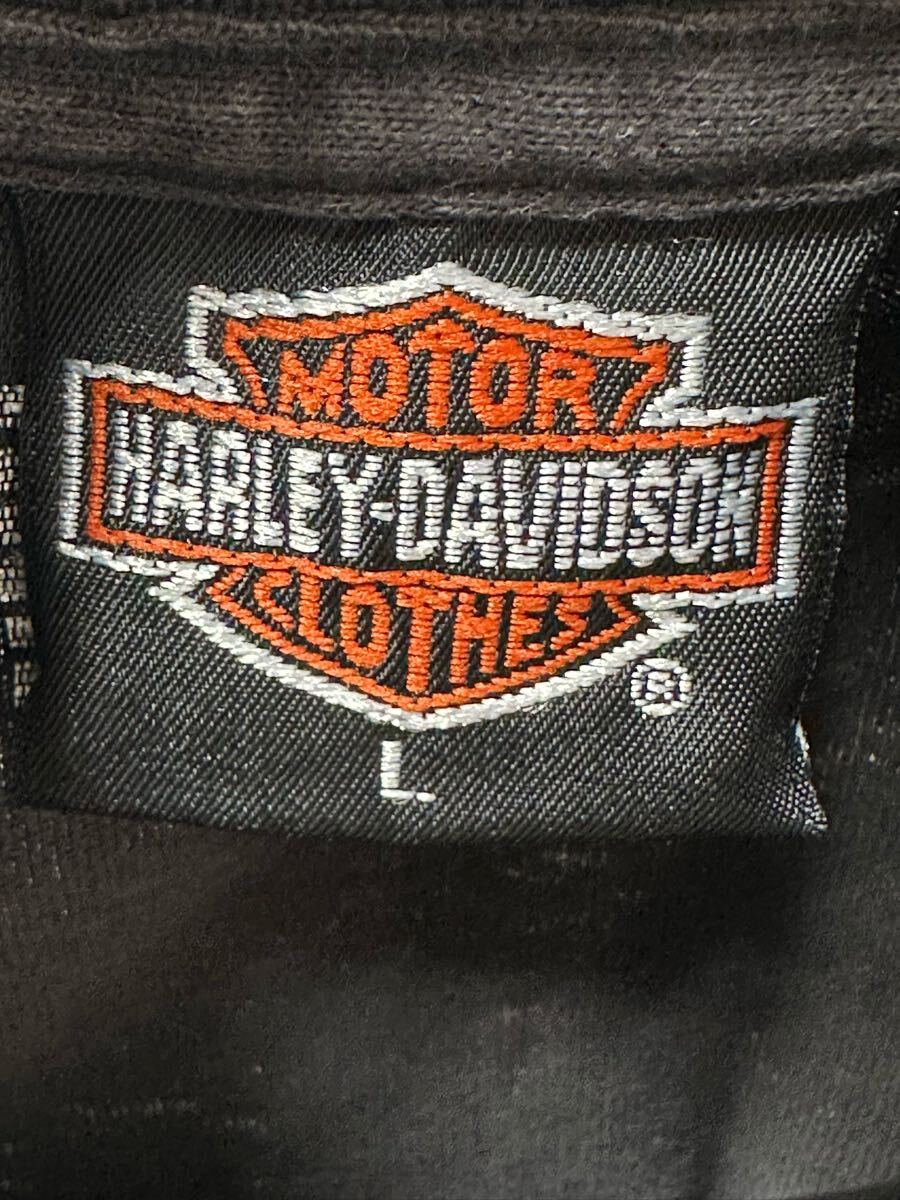 MOTOR
HARLEY-DAVIDSON
CLOTHES
®
L